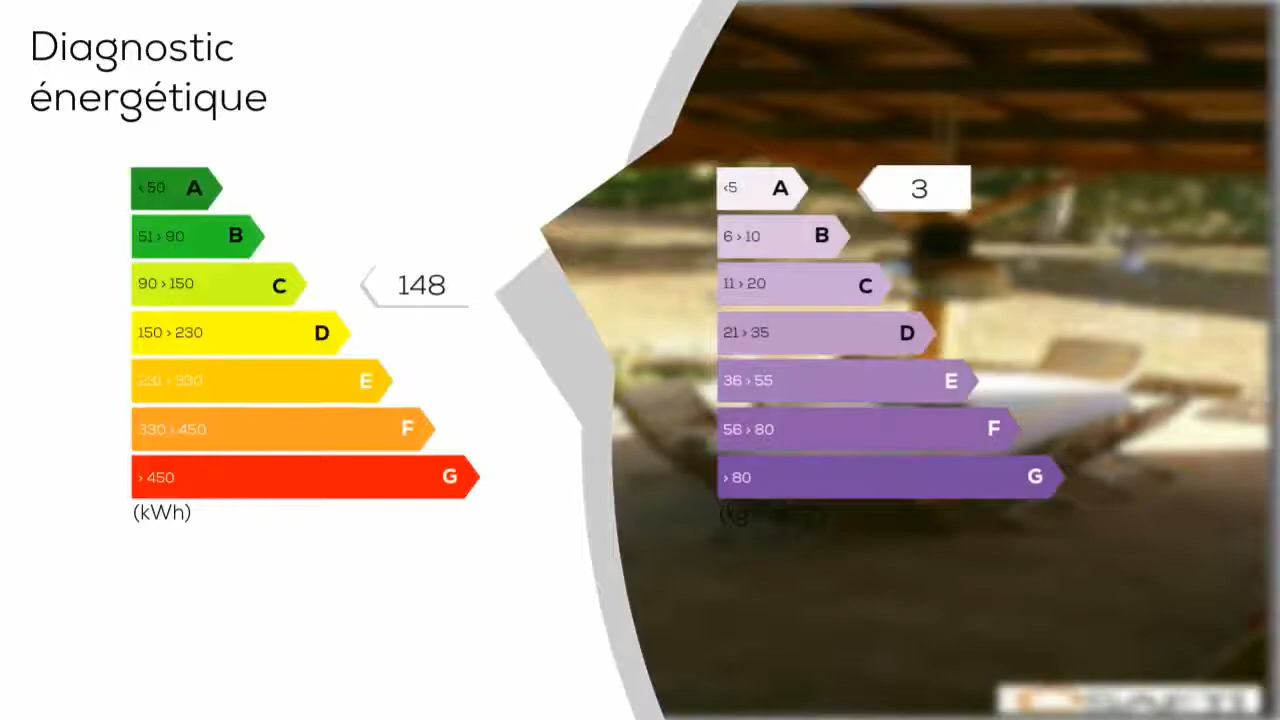 Diagnostic
énergétique
< 50 A
51 > 90 B
90 > 150 C
148
150 > 230 D
230 > 330 E
330 > 450 F
> 450 G
(kWh)
<5 A
3
6 > 10 B
11 > 20 C
21 > 35 D
36 > 55 E
56 > 80 F
> 80 G
(kg